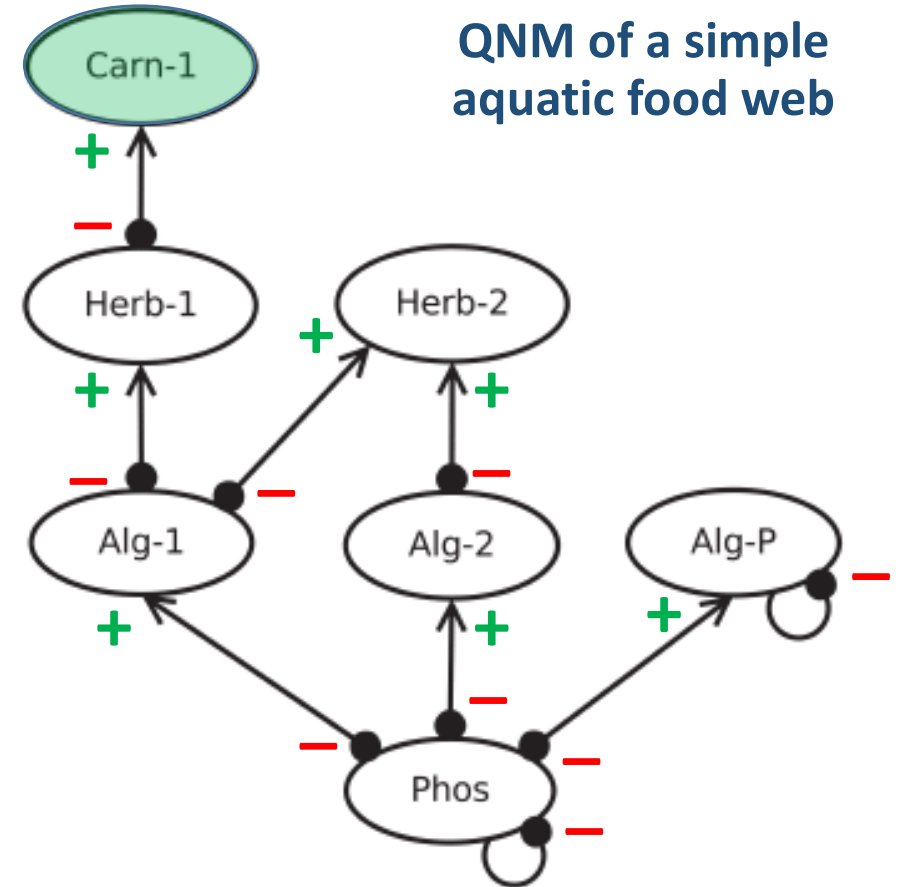 QNM of a simple
aquatic food web
Carn-1
+
−
Herb-1
Herb-2
+
+
+
−
−
−
Alg-1
Alg-2
Alg-P
−
+
+
+
−
−
−
Phos
−